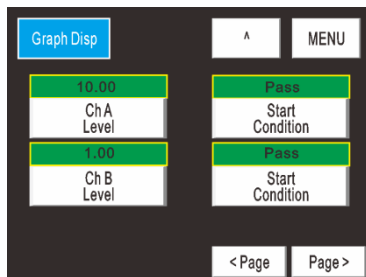 Graph Disp
^
MENU
10.00
Ch A
Level
Pass
Start
Condition
1.00
Ch B
Level
Pass
Start
Condition
< Page
Page >